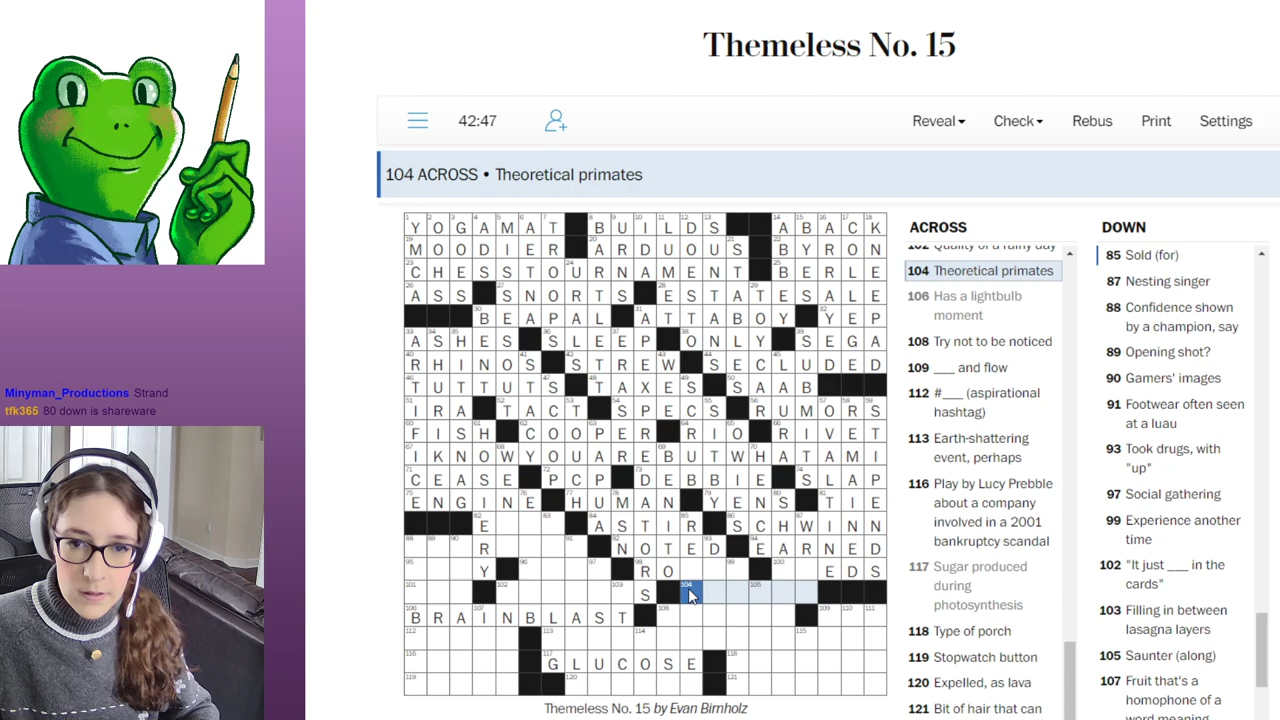 Themeless No. 15
42:47
Reveal Check Rebus Print Settings
104 ACROSS • Theoretical primates
Minyman_Productions Strand
tfk365 80 down is shareware
YOGAMAT BUILDS ABACK
MOODIER ARDUOUS BYRON
CHESSTOURNAMENT BERLE
ASS SNORTS ESTATESALE
BEAPAL ATTABOY YEP
ASHES SLEEP ONLY SEGA
RHINOS STREW SECLUDED
TUTTUTS TAXES SAAB
IRA TACT SPECS RUMORS
FISH COOPER RIO RIVET
IKNOWYOUAREBUTWHATAMI
CEASE PCP DEBBIE SLAP
ENGINE HUMAN YENS TIE
E ASTIR SCHWINN
R NOTED EARNED
Y RO EDS
S
BRAINBLAST
GLUCOSE
Themeless No. 15 by Evan Birnholz
ACROSS
102 Quality of a rainy day
104 Theoretical primates
106 Has a lightbulb
moment
108 Try not to be noticed
109 ___ and flow
112 #___ (aspirational
hashtag)
113 Earth-shattering
event, perhaps
116 Play by Lucy Prebble
about a company
involved in a 2001
bankruptcy scandal
117 Sugar produced
during
photosynthesis
118 Type of porch
119 Stopwatch button
120 Expelled, as lava
121 Bit of hair that can
DOWN
85 Sold (for)
87 Nesting singer
88 Confidence shown
by a champion, say
89 Opening shot?
90 Gamers' images
91 Footwear often seen
at a luau
93 Took drugs, with
"up"
97 Social gathering
99 Experience another
time
102 "It just ___ in the
cards"
103 Filling in between
lasagna layers
105 Saunter (along)
107 Fruit that's a
homophone of a
word meaning